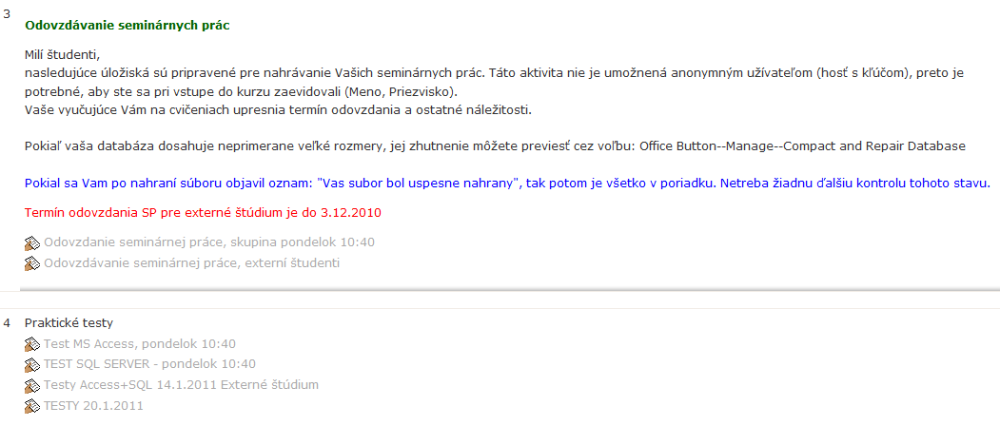 3
Odovzdávanie seminárnych prác
Milí študenti,
nasledujúce úložiská sú pripravené pre nahrávanie Vašich seminárnych prác. Táto aktivita nie je umožnená anonymným užívateľom (hosť s kľúčom), preto je
potrebné, aby ste sa pri vstupe do kurzu zaevidovali (Meno, Priezvisko).
Vaše vyučujúce Vám na cvičeniach upresnia termín odovzdania a ostatné náležitosti.
Pokiaľ vaša databáza dosahuje neprimerane veľké rozmery, jej zhutnenie môžete previesť cez voľbu: Office Button--Manage--Compact and Repair Database
Pokial sa Vam po nahraní súboru objavil oznam: "Vas subor bol uspesne nahrany", tak potom je všetko v poriadku. Netreba žiadnu ďalšiu kontrolu tohoto stavu.
Termín odovzdania SP pre externé štúdium je do 3.12.2010
Odovzdanie seminárnej práce, skupina pondelok 10:40
Odovzdávanie seminárnej práce, externí študenti
4 Praktické testy
Test MS Access, pondelok 10:40
TEST SQL SERVER - pondelok 10:40
Testy Access+SQL 14.1.2011 Externé štúdium
TESTY 20.1.2011